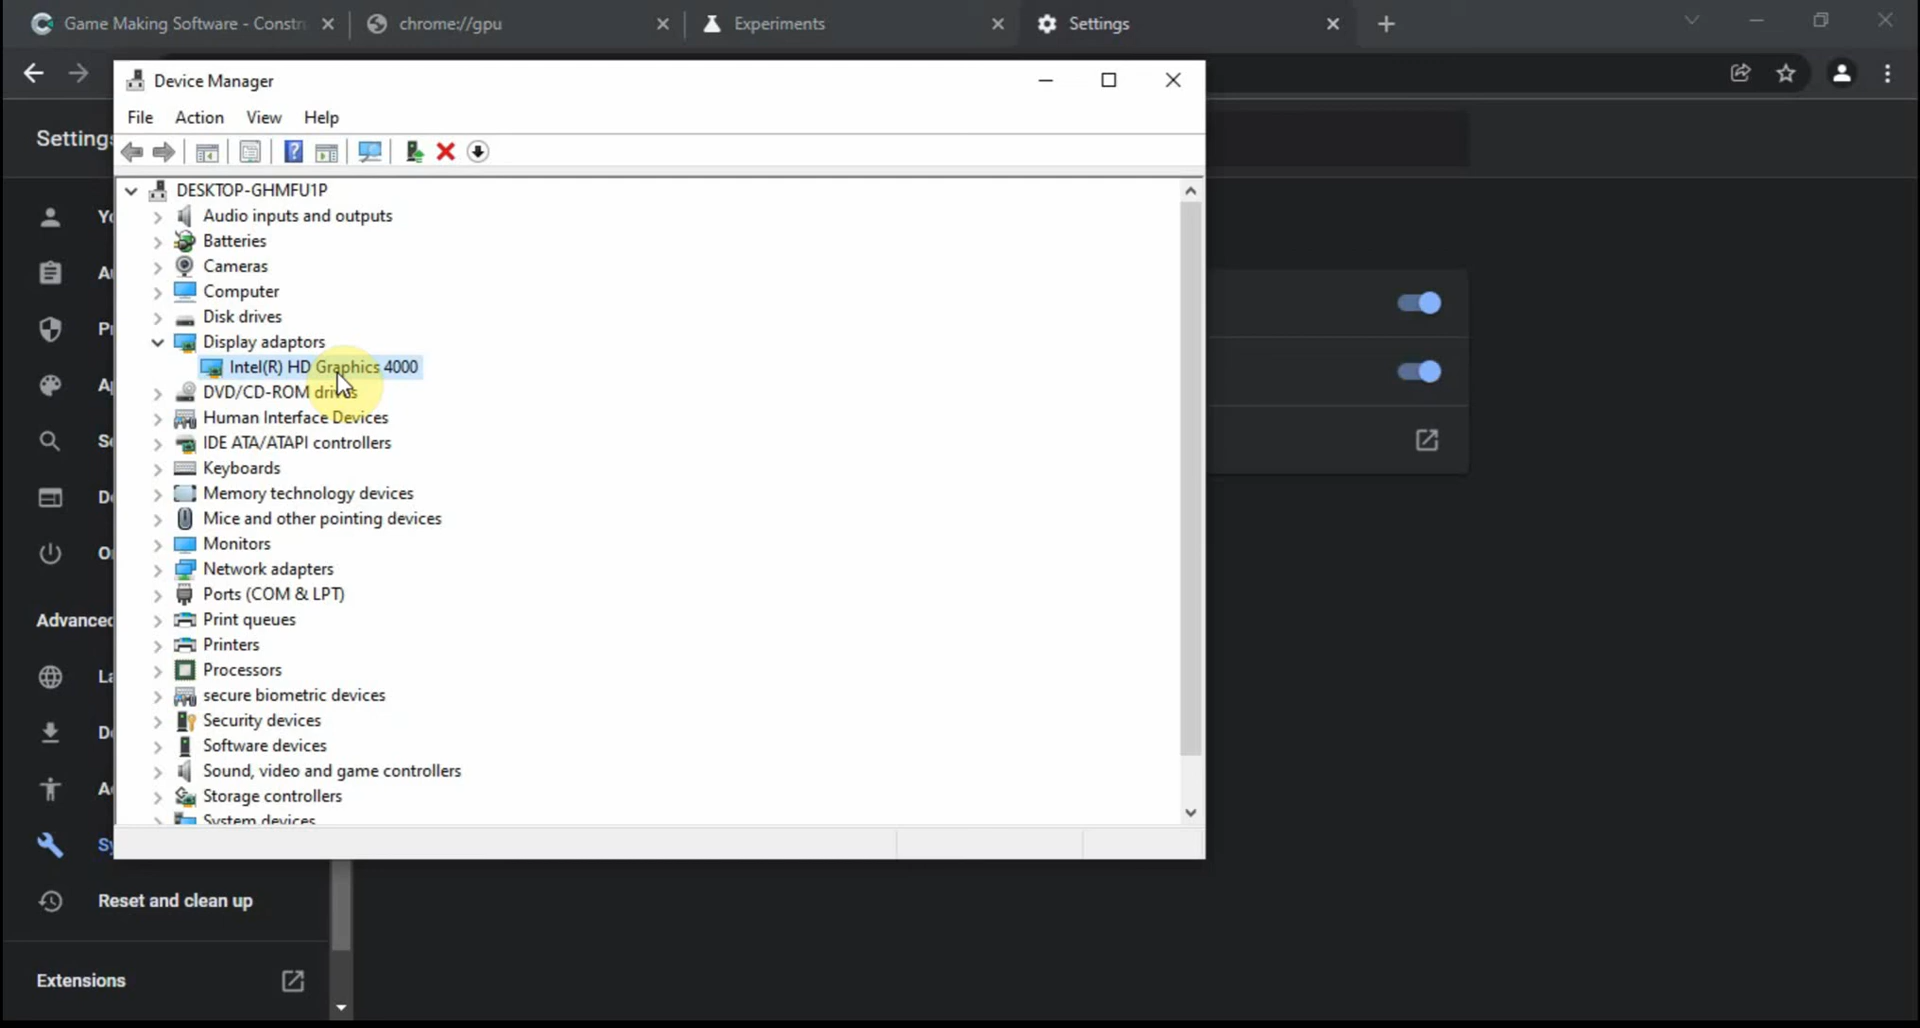 Game Making Software - Constr
chrome://gpu
Experiments
Settings
Device Manager
File Action View Help
Settings
DESKTOP-GHMFU1P
Audio inputs and outputs
Batteries
Cameras
Computer
Disk drives
Display adaptors
Intel(R) HD Graphics 4000
DVD/CD-ROM drives
Human Interface Devices
IDE ATA/ATAPI controllers
Keyboards
Memory technology devices
Mice and other pointing devices
Monitors
Network adapters
Ports (COM & LPT)
Print queues
Printers
Processors
secure biometric devices
Security devices
Software devices
Sound, video and game controllers
Storage controllers
System devices
Advanced
Reset and clean up
Extensions